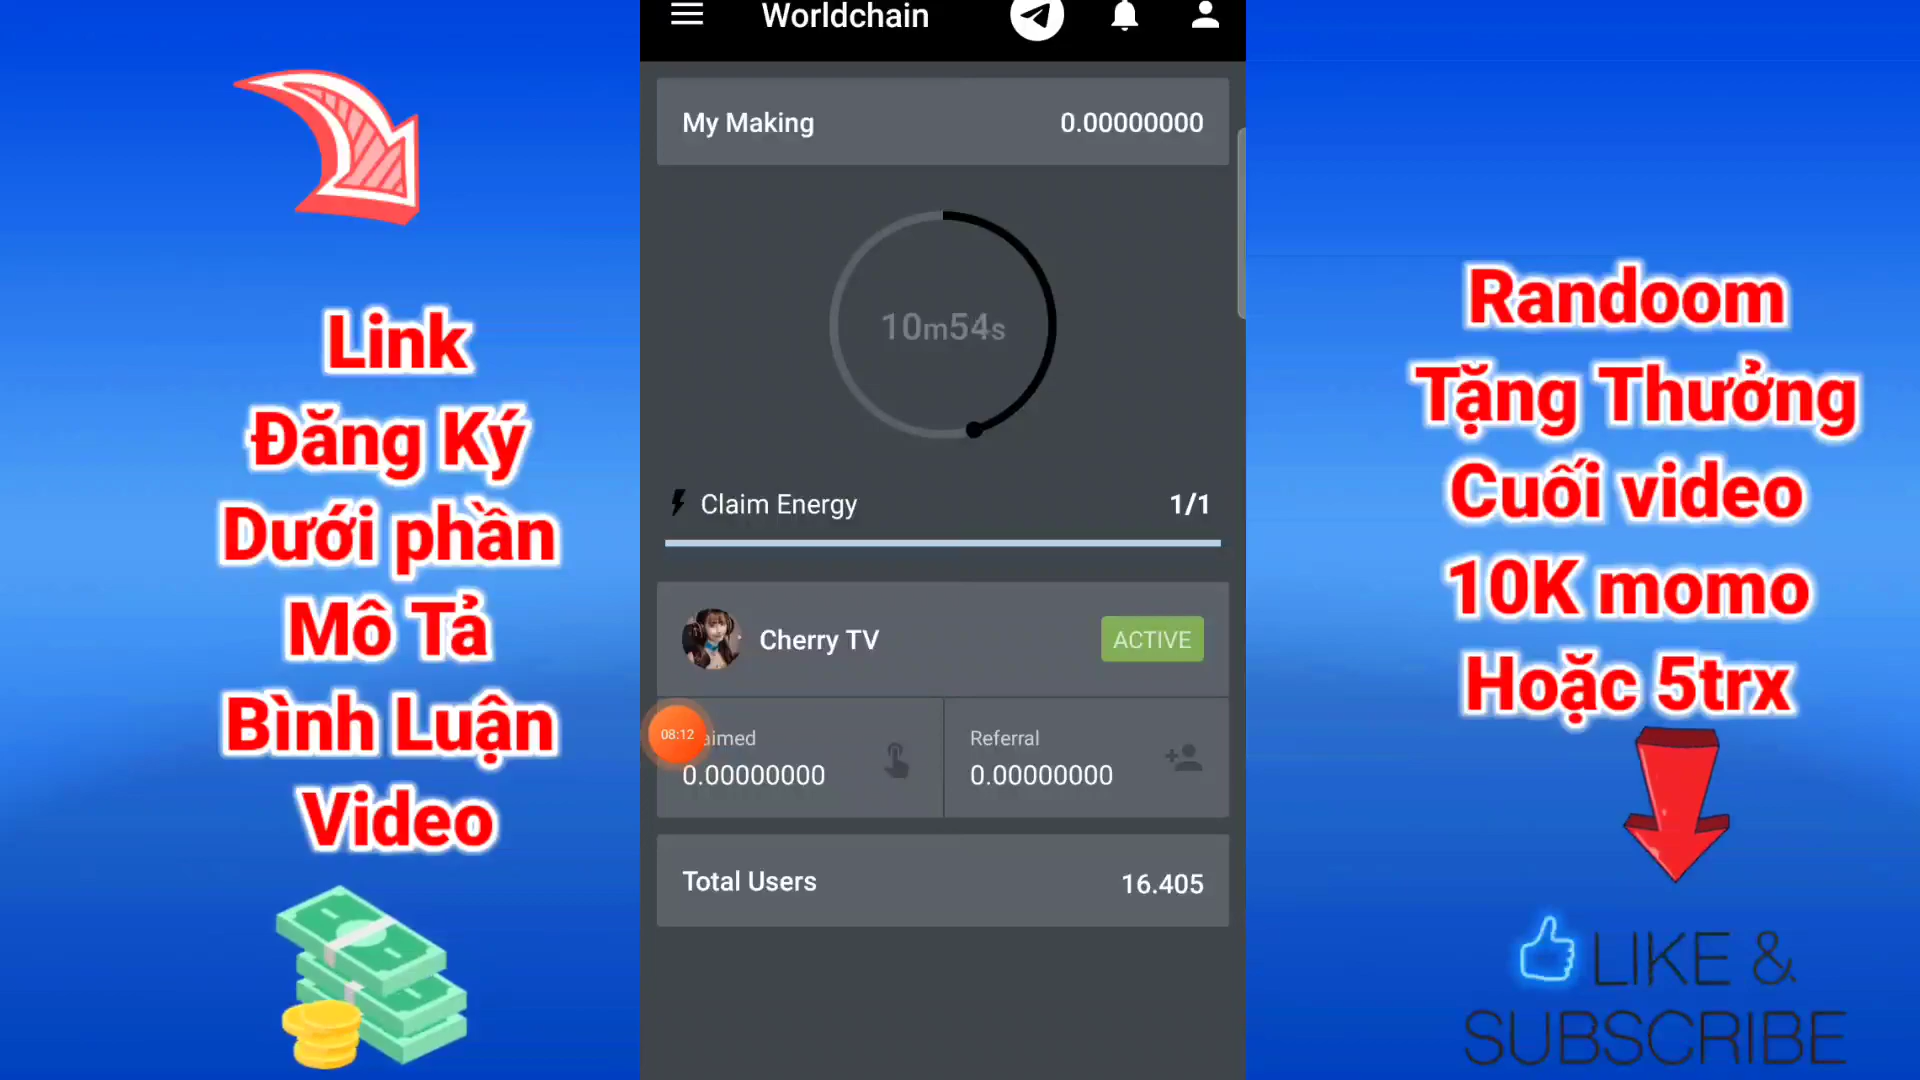 Worldchain
My Making 0.00000000
10m54s
Claim Energy 1/1
Cherry TV ACTIVE
08:12
aimed
0.00000000
Referral
0.00000000
Total Users 16.405
Link
Đăng Ký
Dưới phần
Mô Tả
Bình Luận
Video
Randoom
Tặng Thưởng
Cuối video
10K momo
Hoặc 5trx
LIKE &
SUBSCRIBE